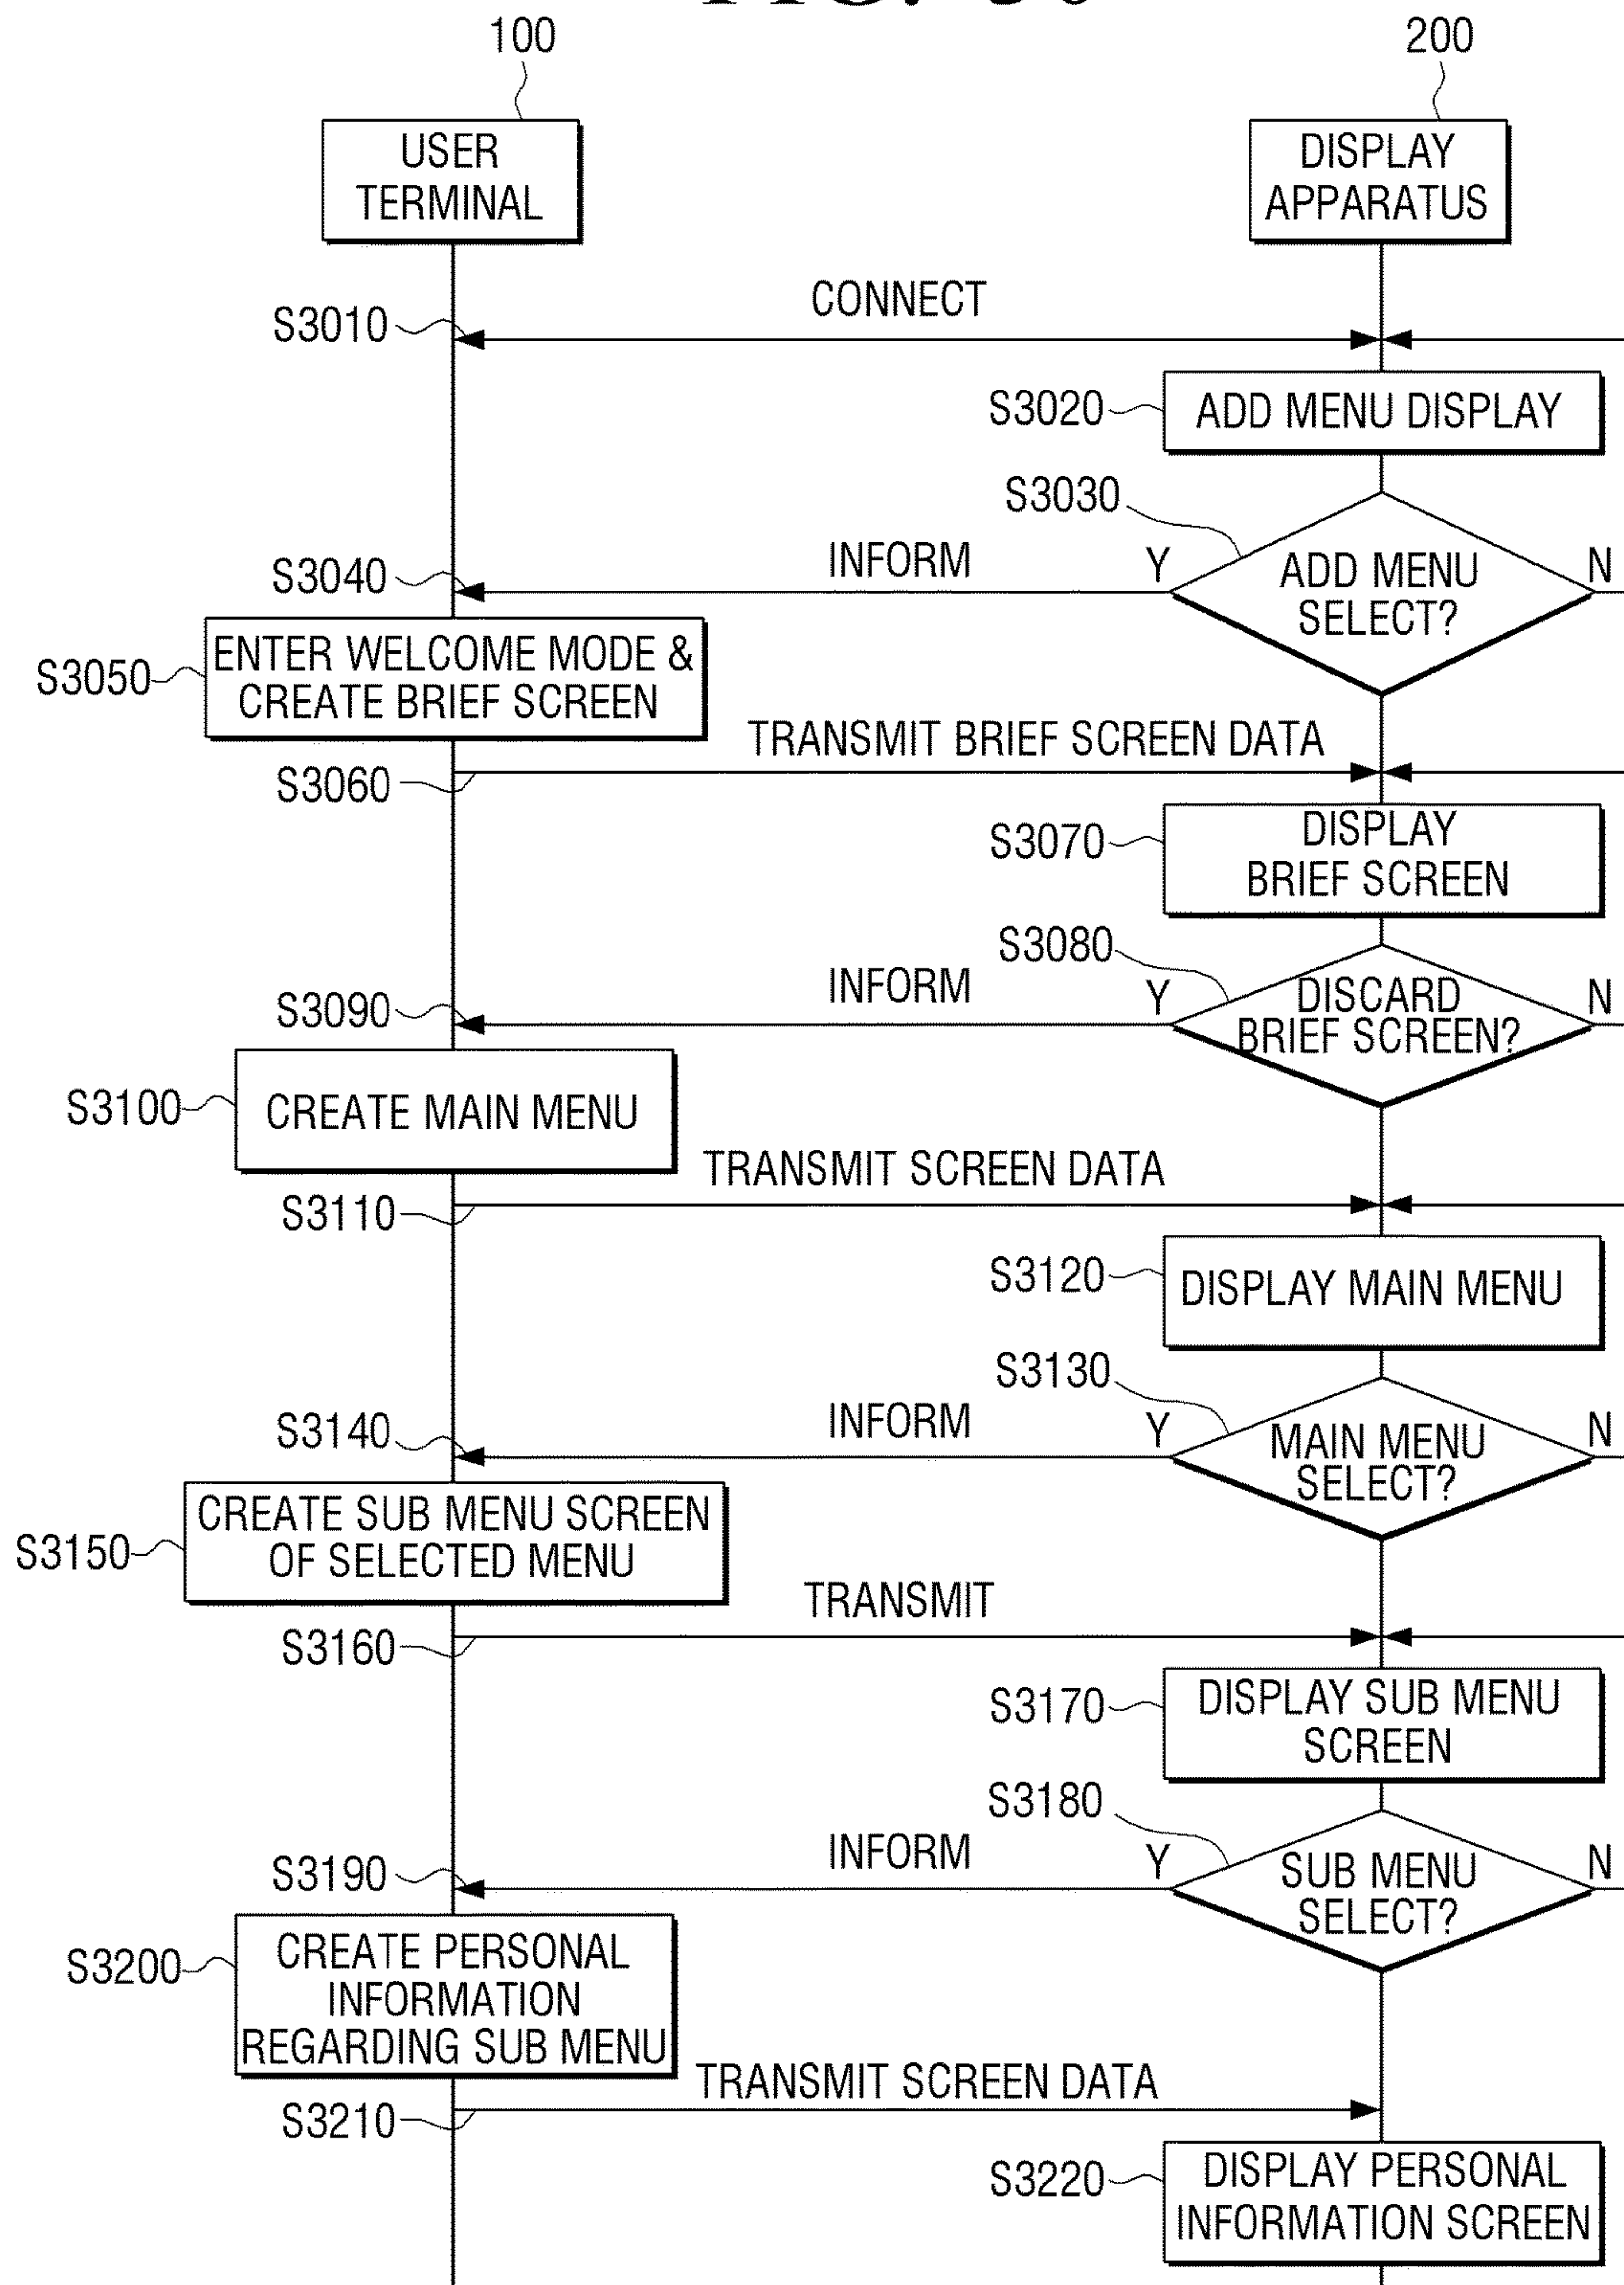 100
200
USER
TERMINAL
DISPLAY
APPARATUS
CONNECT
S3010
S3020
ADD MENU DISPLAY
S3030
INFORM
Y
N
S3040
ADD MENU
SELECT?
S3050
ENTER WELCOME MODE &
CREATE BRIEF SCREEN
TRANSMIT BRIEF SCREEN DATA
S3060
S3070
DISPLAY
BRIEF SCREEN
S3080
INFORM
Y
N
S3090
DISCARD
BRIEF SCREEN?
S3100
CREATE MAIN MENU
TRANSMIT SCREEN DATA
S3110
S3120
DISPLAY MAIN MENU
S3130
INFORM
Y
N
S3140
MAIN MENU
SELECT?
S3150
CREATE SUB MENU SCREEN
OF SELECTED MENU
TRANSMIT
S3160
S3170
DISPLAY SUB MENU
SCREEN
S3180
INFORM
Y
N
S3190
SUB MENU
SELECT?
S3200
CREATE PERSONAL
INFORMATION
REGARDING SUB MENU
TRANSMIT SCREEN DATA
S3210
S3220
DISPLAY PERSONAL
INFORMATION SCREEN